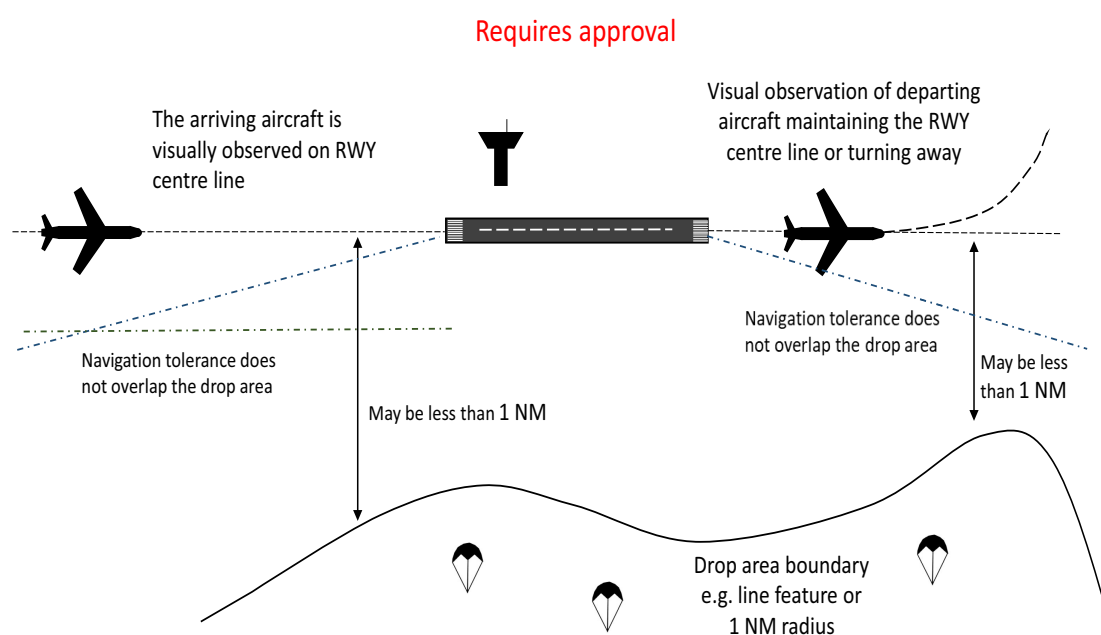 Requires approval
The arriving aircraft is
visually observed on RWY
centre line
Visual observation of departing
aircraft maintaining the RWY
centre line or turning away
Navigation tolerance does
not overlap the drop area
Navigation tolerance does
not overlap the drop area
May be less than 1 NM
May be less
than 1 NM
Drop area boundary
e.g. line feature or
1 NM radius